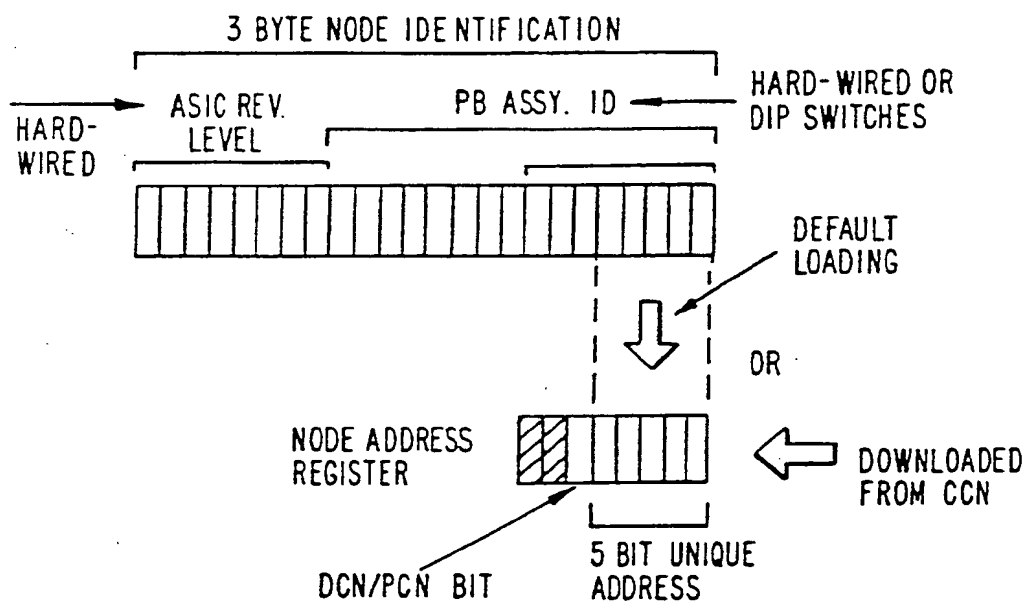 3 BYTE NODE IDENTIFICATION
HARD-
WIRED
ASIC REV.
LEVEL
PB ASSY. ID
HARD-WIRED OR
DIP SWITCHES
DEFAULT
LOADING
OR
NODE ADDRESS
REGISTER
DOWNLOADED
FROM CCN
DCN/PCN BIT
5 BIT UNIQUE
ADDRESS